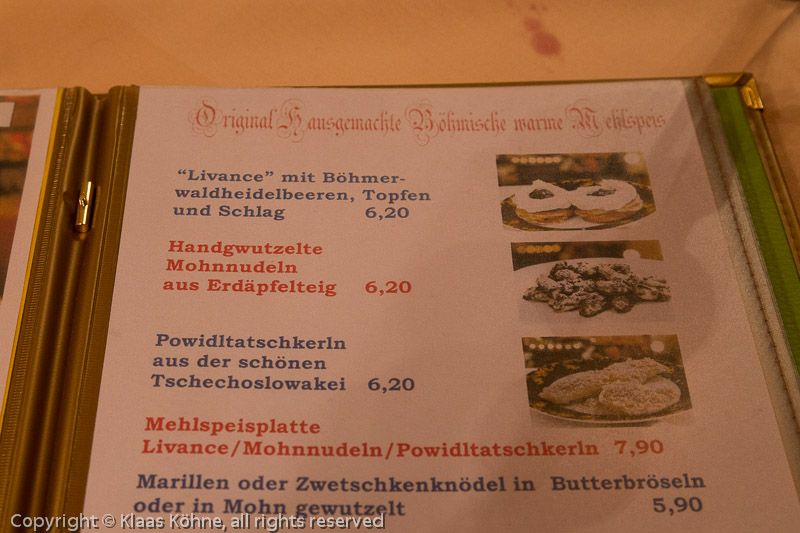 Original Hausgemachte Böhmische warme Mehlspeis
“Livance” mit Böhmer-
waldheidelbeeren, Topfen
und Schlag 6,20
Handgwutzelte
Mohnnudeln
aus Erdäpfelteig 6,20
Powidltatschkerln
aus der schönen
Tschechoslowakei 6,20
Mehlspeisplatte
Livance/Mohnnudeln/Powidltatschkerln 7,90
Marillen oder Zwetschkenknödel in Butterbröseln
oder in Mohn gewutzelt 5,90
Copyright © Klaas Köhne, all rights reserved